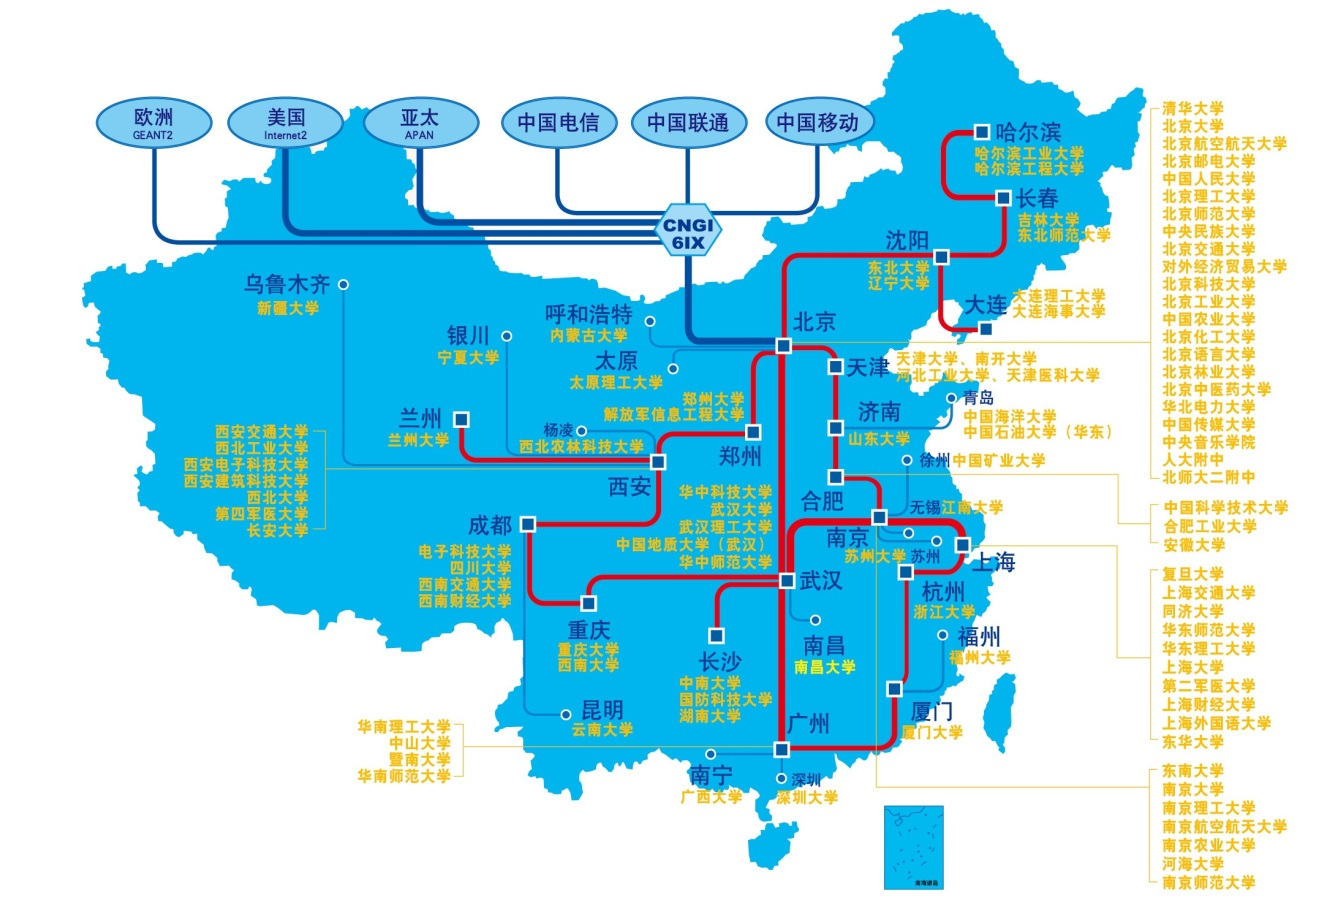 欧洲
GEANT2
美国
Internet2
亚太
APAN
中国电信
中国联通
中国移动
CNGI
6IX
哈尔滨
哈尔滨工业大学
哈尔滨工程大学
长春
吉林大学
东北师范大学
沈阳
东北大学
辽宁大学
大连
大连理工大学
大连海事大学
乌鲁木齐
新疆大学
银川
宁夏大学
呼和浩特
内蒙古大学
太原
太原理工大学
北京
天津
天津大学、南开大学
河北工业大学、天津医科大学
郑州大学
解放军信息工程大学
郑州
济南
山东大学
青岛
中国海洋大学
中国石油大学（华东）
兰州
兰州大学
杨凌
西北农林科技大学
西安
西安交通大学
西北工业大学
西安电子科技大学
西安建筑科技大学
西北大学
第四军医大学
长安大学
徐州
中国矿业大学
合肥
无锡
江南大学
南京
苏州大学
苏州
上海
杭州
浙江大学
成都
电子科技大学
四川大学
西南交通大学
西南财经大学
华中科技大学
武汉大学
武汉理工大学
中国地质大学（武汉）
华中师范大学
武汉
重庆
重庆大学
西南大学
长沙
中南大学
国防科技大学
湖南大学
南昌
南昌大学
福州
福州大学
厦门
厦门大学
昆明
云南大学
广州
华南理工大学
中山大学
暨南大学
华南师范大学
南宁
广西大学
深圳
深圳大学
南海诸岛
清华大学
北京大学
北京航空航天大学
北京邮电大学
中国人民大学
北京理工大学
北京师范大学
中央民族大学
北京交通大学
对外经济贸易大学
北京科技大学
北京工业大学
中国农业大学
北京化工大学
北京语言大学
北京林业大学
北京中医药大学
华北电力大学
中国传媒大学
中央音乐学院
人大附中
北师大二附中
中国科学技术大学
合肥工业大学
安徽大学
复旦大学
上海交通大学
同济大学
华东师范大学
华东理工大学
上海大学
第二军医大学
上海财经大学
上海外国语大学
东华大学
东南大学
南京大学
南京理工大学
南京航空航天大学
南京农业大学
河海大学
南京师范大学